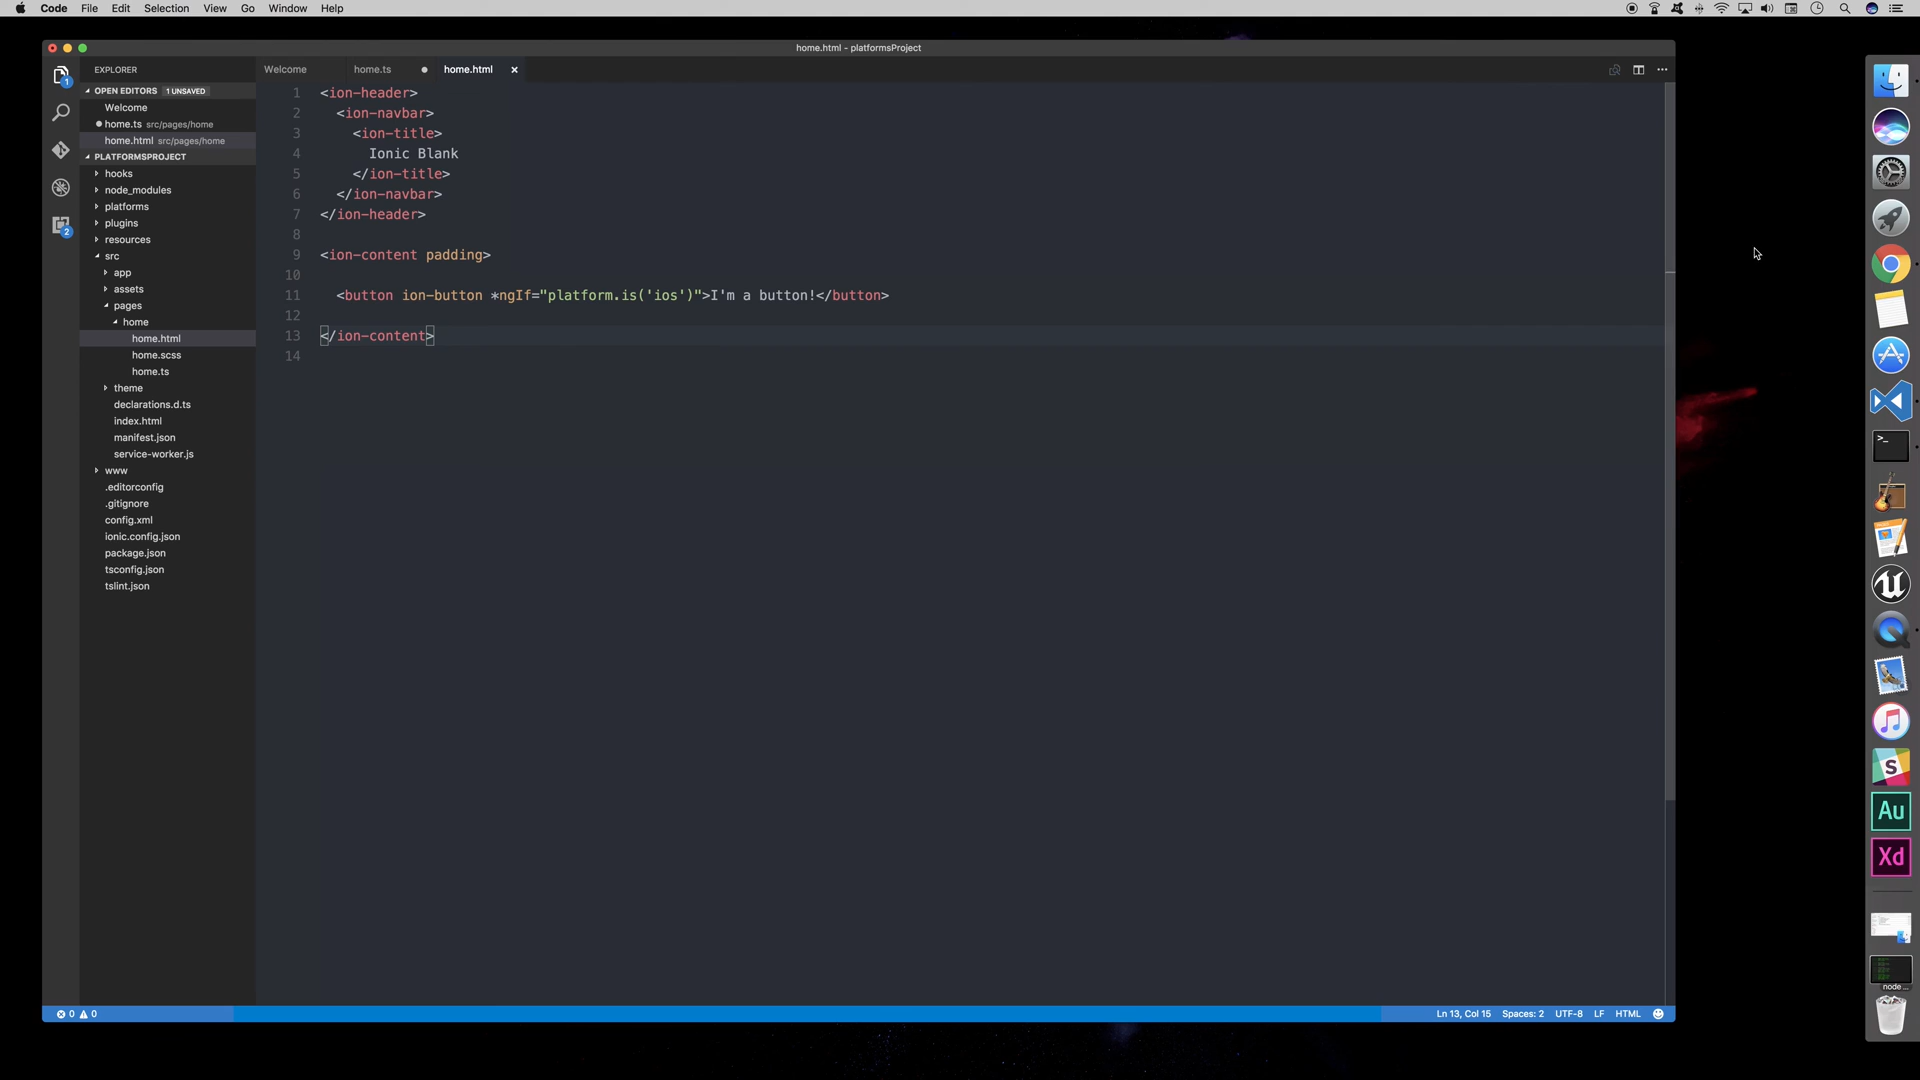 Code File Edit Selection View Go Window Help
home.html - platformsProject
EXPLORER
OPEN EDITORS 1 UNSAVED
Welcome
home.ts src/pages/home
home.html src/pages/home
PLATFORMSPROJECT
hooks
node_modules
platforms
plugins
resources
src
app
assets
pages
home
home.html
home.scss
home.ts
theme
declarations.d.ts
index.html
manifest.json
service-worker.js
www
.editorconfig
.gitignore
config.xml
ionic.config.json
package.json
tsconfig.json
tslint.json
1
2
Welcome home.ts home.html
1 <ion-header>
2 <ion-navbar>
3 <ion-title>
4 Ionic Blank
5 </ion-title>
6 </ion-navbar>
7 </ion-header>
8
9 <ion-content padding>
10
11 <button ion-button *ngIf="platform.is('ios')">I'm a button!</button>
12
13 </ion-content>
14
0 0
Ln 13, Col 15 Spaces: 2 UTF-8 LF HTML
S
Au
Xd
node ...